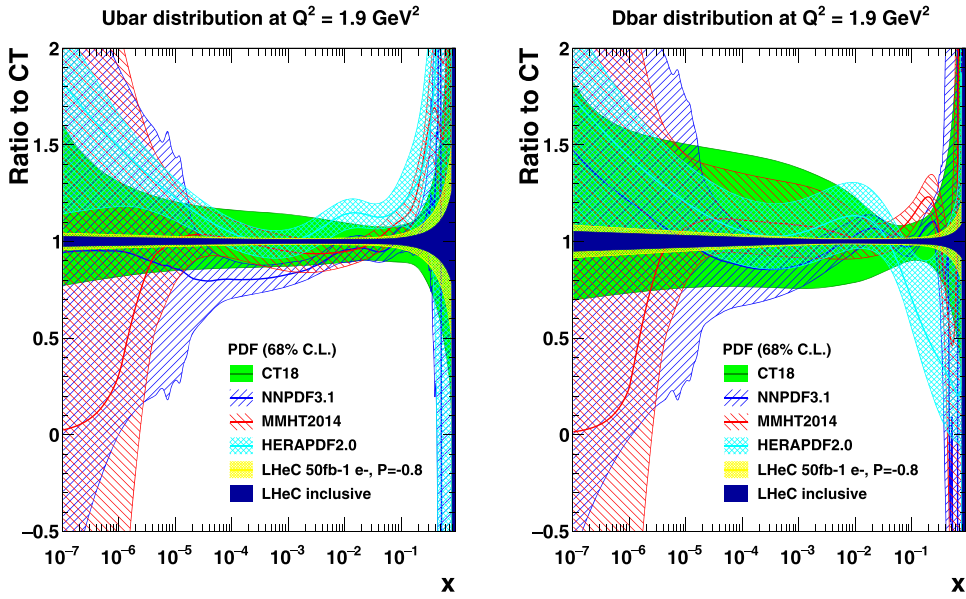 Ubar distribution at Q² = 1.9 GeV²
Ratio to CT
2
1.5
1
0.5
0
−0.5
PDF (68% C.L.)
CT18
NNPDF3.1
MMHT2014
HERAPDF2.0
LHeC 50fb-1 e-, P=-0.8
LHeC inclusive
10⁻⁷ 10⁻⁶ 10⁻⁵ 10⁻⁴ 10⁻³ 10⁻² 10⁻¹
x
Dbar distribution at Q² = 1.9 GeV²
Ratio to CT
2
1.5
1
0.5
0
−0.5
PDF (68% C.L.)
CT18
NNPDF3.1
MMHT2014
HERAPDF2.0
LHeC 50fb-1 e-, P=-0.8
LHeC inclusive
10⁻⁷ 10⁻⁶ 10⁻⁵ 10⁻⁴ 10⁻³ 10⁻² 10⁻¹
x